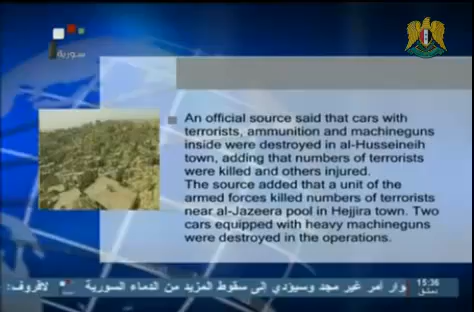 سورية
An official source said that cars with
terrorists, ammunition and machineguns
inside were destroyed in al-Husseineih
town, adding that numbers of terrorists
were killed and others injured.
The source added that a unit of the
armed forces killed numbers of terrorists
near al-Jazeera pool in Hejjira town. Two
cars equipped with heavy machineguns
were destroyed in the operations.
15:36
دمشق
وار أمر غير مجد وسيؤدي إلى سقوط المزيد من الدماء السورية
لافروف: